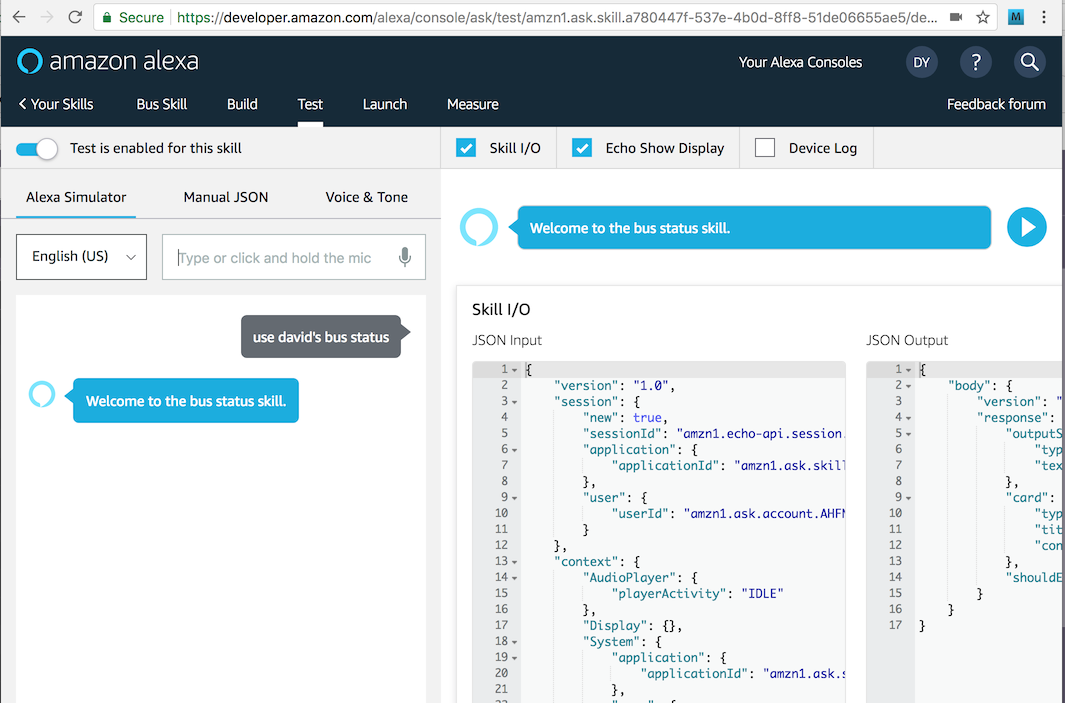 Secure https://developer.amazon.com/alexa/console/ask/test/amzn1.ask.skill.a780447f-537e-4b0d-8ff8-51de06655ae5/de...
M
amazon alexa
Your Alexa Consoles
DY
?
Your Skills
Bus Skill
Build
Test
Launch
Measure
Feedback forum
Test is enabled for this skill
Skill I/O
Echo Show Display
Device Log
Alexa Simulator
Manual JSON
Voice & Tone
English (US)
Type or click and hold the mic
use david's bus status
Welcome to the bus status skill.
Welcome to the bus status skill.
Skill I/O
JSON Input
1 {
2 "version": "1.0",
3 "session": {
4 "new": true,
5 "sessionId": "amzn1.echo-api.session.
6 "application": {
7 "applicationId": "amzn1.ask.skill
8 },
9 "user": {
10 "userId": "amzn1.ask.account.AHFM
11 }
12 },
13 "context": {
14 "AudioPlayer": {
15 "playerActivity": "IDLE"
16 },
17 "Display": {},
18 "System": {
19 "application": {
20 "applicationId": "amzn1.ask.s
21 },
JSON Output
1 {
2 "body": {
3 "version": "
4 "response":
5 "outputS
6 "typ
7 "tex
8 },
9 "card":
10 "typ
11 "tit
12 "con
13 },
14 "shouldE
15 }
16 }
17 }